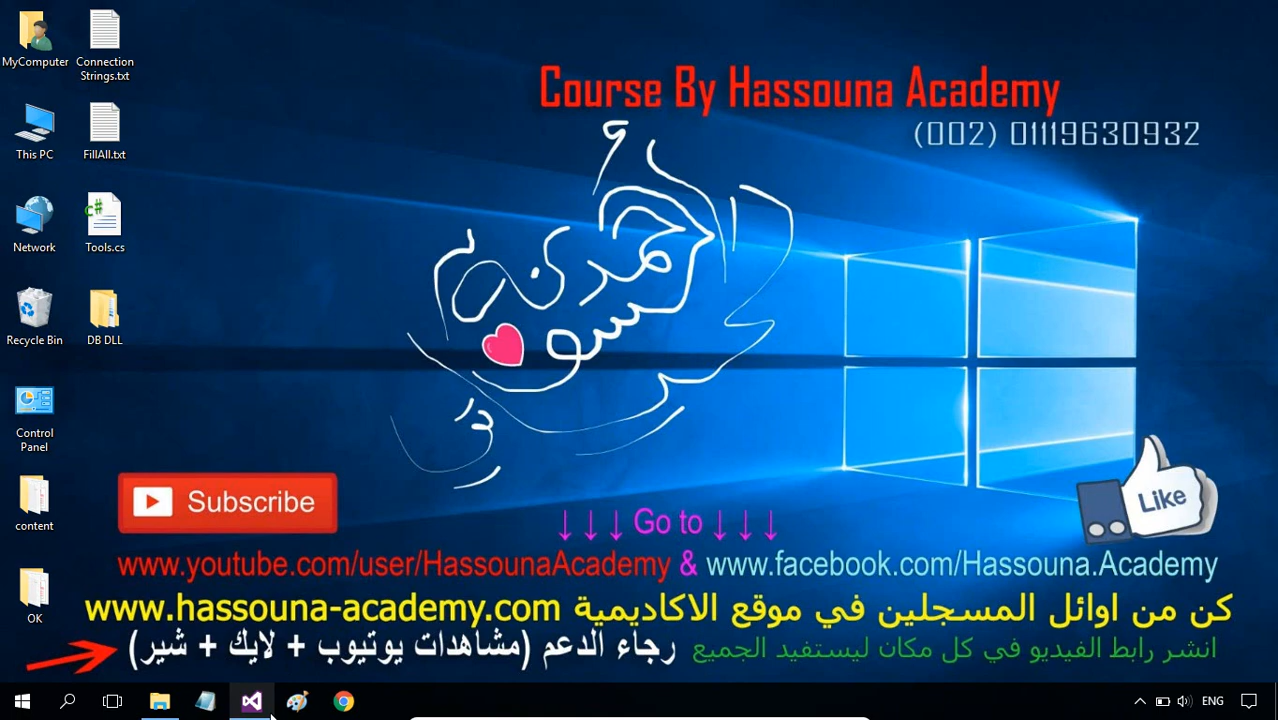 MyComputer
Connection Strings.txt
This PC
FillAll.txt
Network
C#
Tools.cs
Recycle Bin
DB DLL
Control Panel
content
OK
Course By Hassouna Academy
(002) 01119630932
Subscribe
Like
↓ ↓ ↓ Go to ↓ ↓ ↓
www.youtube.com/user/HassounaAcademy & www.facebook.com/Hassouna.Academy
www.hassouna-academy.com كن من اوائل المسجلين في موقع الاكاديمية
انشر رابط الفيديو في كل مكان ليستفيد الجميع رجاء الدعم (مشاهدات يوتيوب + لايك + شير)
ENG